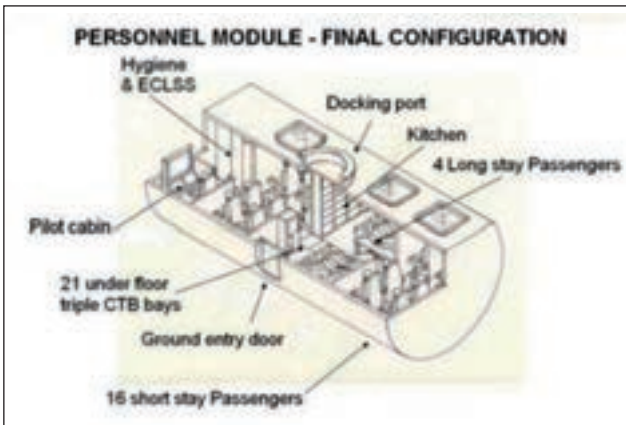 PERSONNEL MODULE - FINAL CONFIGURATION
Hygiene
& ECLSS
Docking port
Kitchen
4 Long stay Passengers
Pilot cabin
21 under floor
triple CTB bays
Ground entry door
16 short stay Passengers